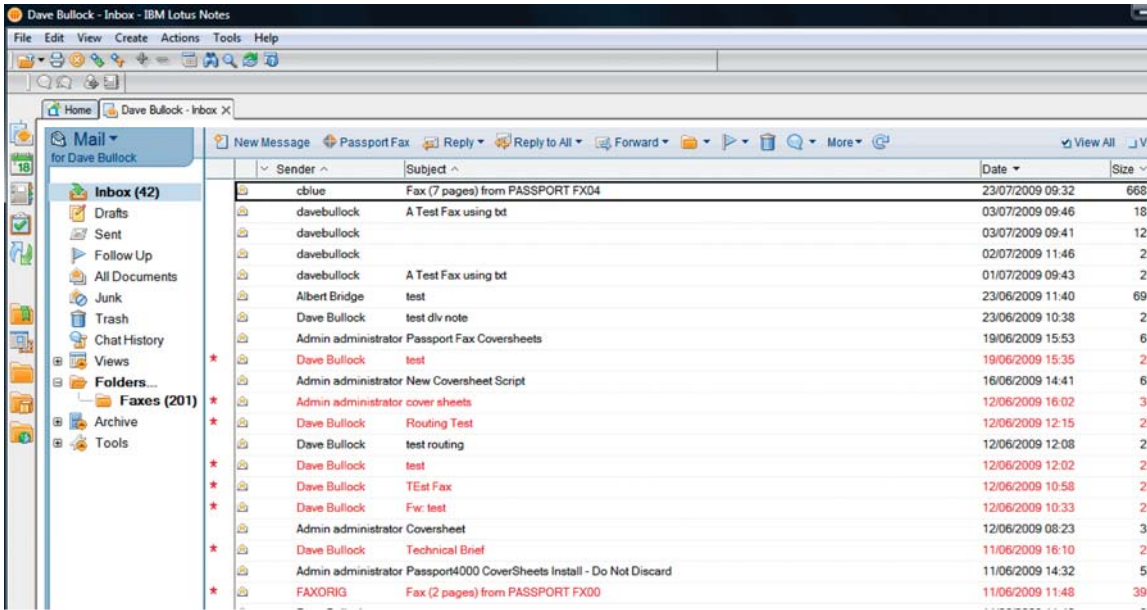 Dave Bullock - Inbox - IBM Lotus Notes
File Edit View Create Actions Tools Help
Home Dave Bullock - Inbox X
Mail
for Dave Bullock
New Message Passport Fax Reply Reply to All Forward More View All
18
Sender Subject Date Size
Inbox (42)
Drafts
Sent
Follow Up
All Documents
Junk
Trash
Chat History
Views
Folders...
Faxes (201)
Archive
Tools
cblue Fax (7 pages) from PASSPORT FX04 23/07/2009 09:32 668
davebullock A Test Fax using txt 03/07/2009 09:46 18
davebullock 03/07/2009 09:41 12
davebullock 02/07/2009 11:46 2
davebullock A Test Fax using txt 01/07/2009 09:43 2
Albert Bridge test 23/06/2009 11:40 69
Dave Bullock test dlv note 23/06/2009 10:38 2
Admin administrator Passport Fax Coversheets 19/06/2009 15:53 6
* Dave Bullock test 19/06/2009 15:35 2
Admin administrator New Coversheet Script 16/06/2009 14:41 6
* Admin administrator cover sheets 12/06/2009 16:02 3
* Dave Bullock Routing Test 12/06/2009 12:15 2
Dave Bullock test routing 12/06/2009 12:08 2
* Dave Bullock test 12/06/2009 12:02 2
* Dave Bullock TEst Fax 12/06/2009 10:58 2
* Dave Bullock Fw: test 12/06/2009 10:33 2
Admin administrator Coversheet 12/06/2009 08:23 3
* Dave Bullock Technical Brief 11/06/2009 16:10 2
Admin administrator Passport4000 CoverSheets Install - Do Not Discard 11/06/2009 14:32 5
* FAXORIG Fax (2 pages) from PASSPORT FX00 11/06/2009 11:48